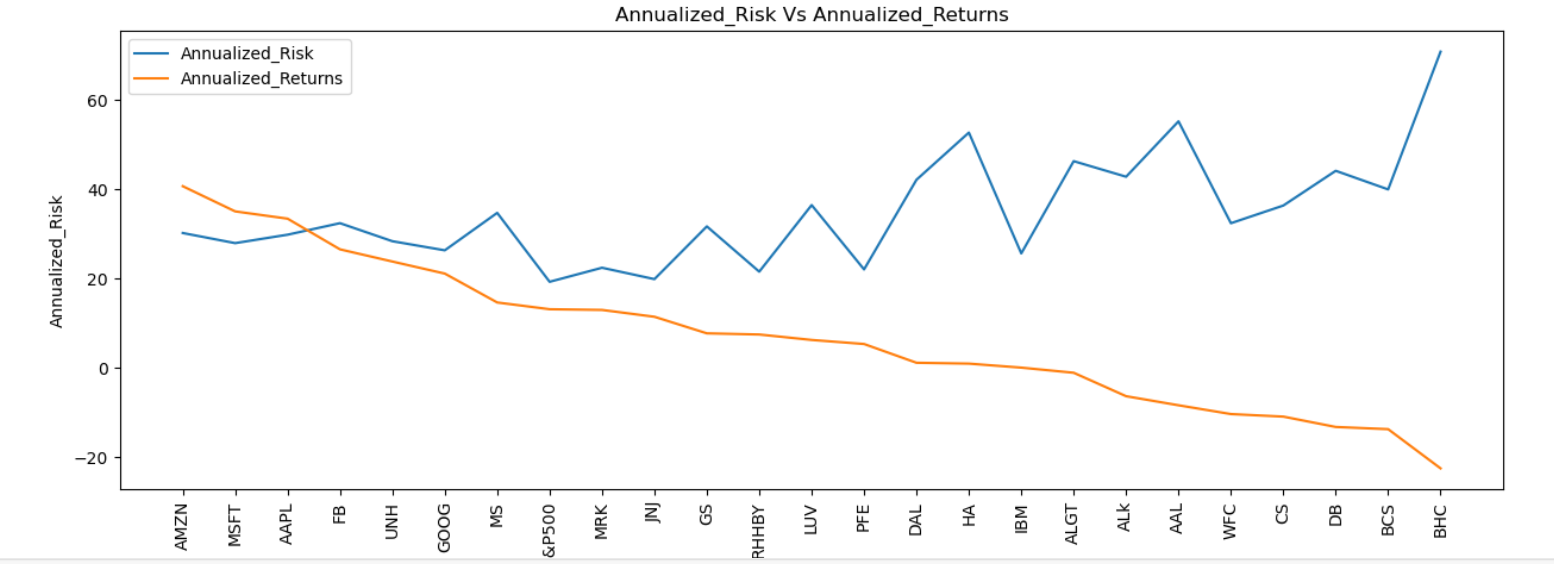 Annualized_Risk Vs Annualized_Returns
Annualized_Risk
Annualized_Returns
Annualized_Risk
60
40
20
0
−20
AMZN
MSFT
AAPL
FB
UNH
GOOG
MS
&P500
MRK
JNJ
GS
RHHBY
LUV
PFE
DAL
HA
IBM
ALGT
ALk
AAL
WFC
CS
DB
BCS
BHC